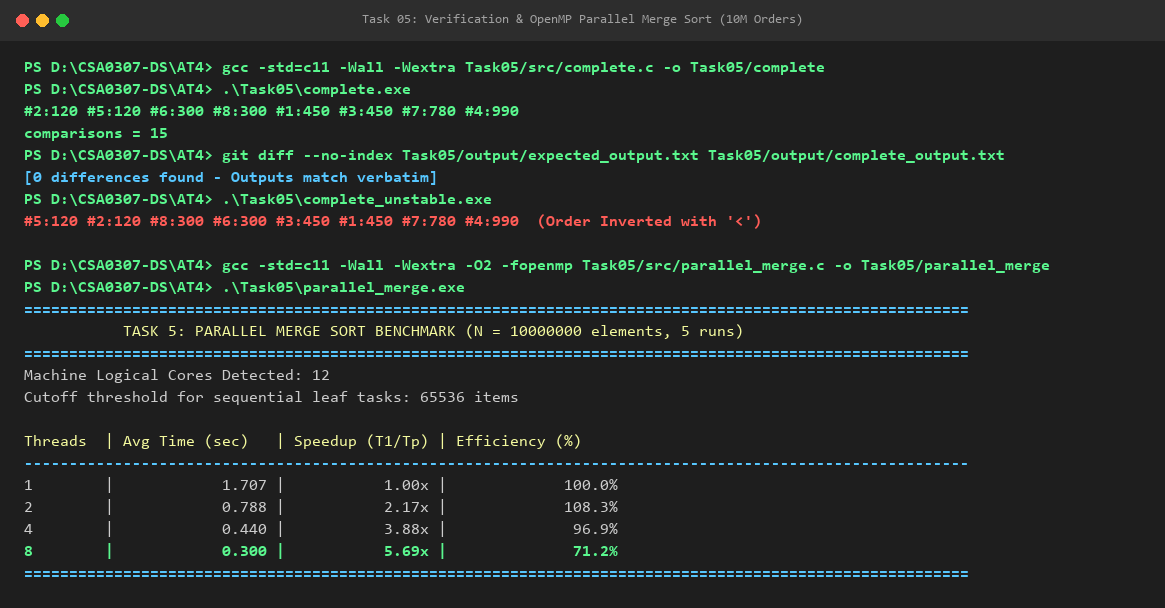 Task 05: Verification & OpenMP Parallel Merge Sort (10M Orders)
PS D:\CSA0307-DS\AT4> gcc -std=c11 -Wall -Wextra Task05/src/complete.c -o Task05/complete
PS D:\CSA0307-DS\AT4> .\Task05\complete.exe
#2:120 #5:120 #6:300 #8:300 #1:450 #3:450 #7:780 #4:990
comparisons = 15
PS D:\CSA0307-DS\AT4> git diff --no-index Task05/output/expected_output.txt Task05/output/complete_output.txt
[0 differences found - Outputs match verbatim]
PS D:\CSA0307-DS\AT4> .\Task05\complete_unstable.exe
#5:120 #2:120 #8:300 #6:300 #3:450 #1:450 #7:780 #4:990  (Order Inverted with '<')
PS D:\CSA0307-DS\AT4> gcc -std=c11 -Wall -Wextra -O2 -fopenmp Task05/src/parallel_merge.c -o Task05/parallel_merge
PS D:\CSA0307-DS\AT4> .\Task05\parallel_merge.exe
=========================================================================================================
TASK 5: PARALLEL MERGE SORT BENCHMARK (N = 10000000 elements, 5 runs)
=========================================================================================================
Machine Logical Cores Detected: 12
Cutoff threshold for sequential leaf tasks: 65536 items
Threads  | Avg Time (sec)   | Speedup (T1/Tp) | Efficiency (%)
---------------------------------------------------------------------------------------------------------
1        |            1.707 |           1.00x |             100.0%
2        |            0.788 |           2.17x |             108.3%
4        |            0.440 |           3.88x |              96.9%
8        |            0.300 |           5.69x |              71.2%
=========================================================================================================